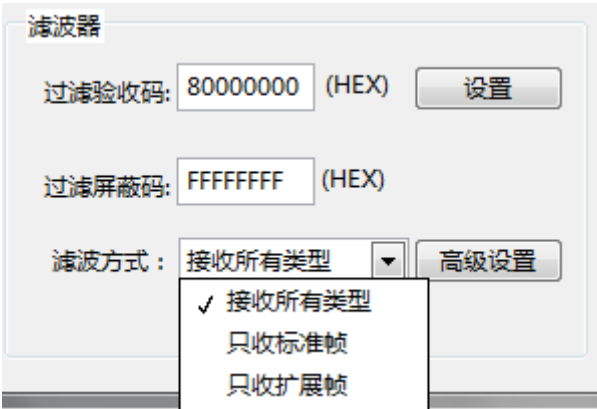 滤波器
过滤验收码: 80000000 (HEX) 设置
过滤屏蔽码: FFFFFFFF (HEX)
滤波方式： 接收所有类型 高级设置
✓ 接收所有类型
只收标准帧
只收扩展帧